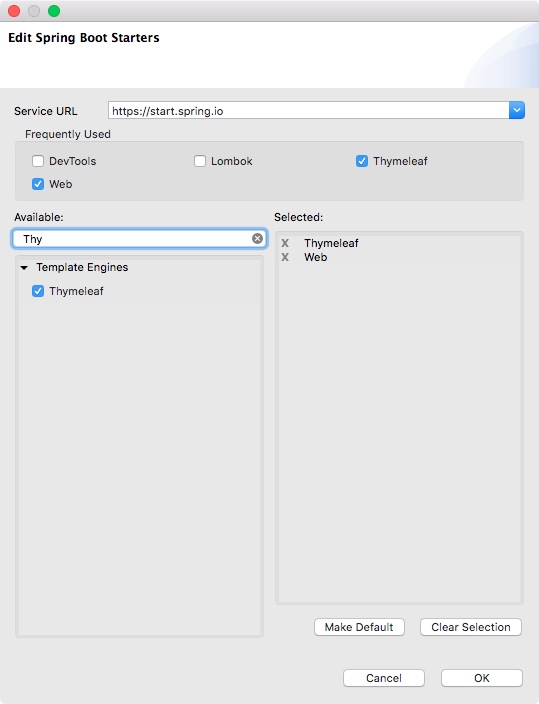 Edit Spring Boot Starters
Service URL https://start.spring.io
Frequently Used
DevTools Lombok Thymeleaf
Web
Available: Selected:
Thy
Template Engines
Thymeleaf
X Thymeleaf
X Web
Make Default Clear Selection
Cancel OK